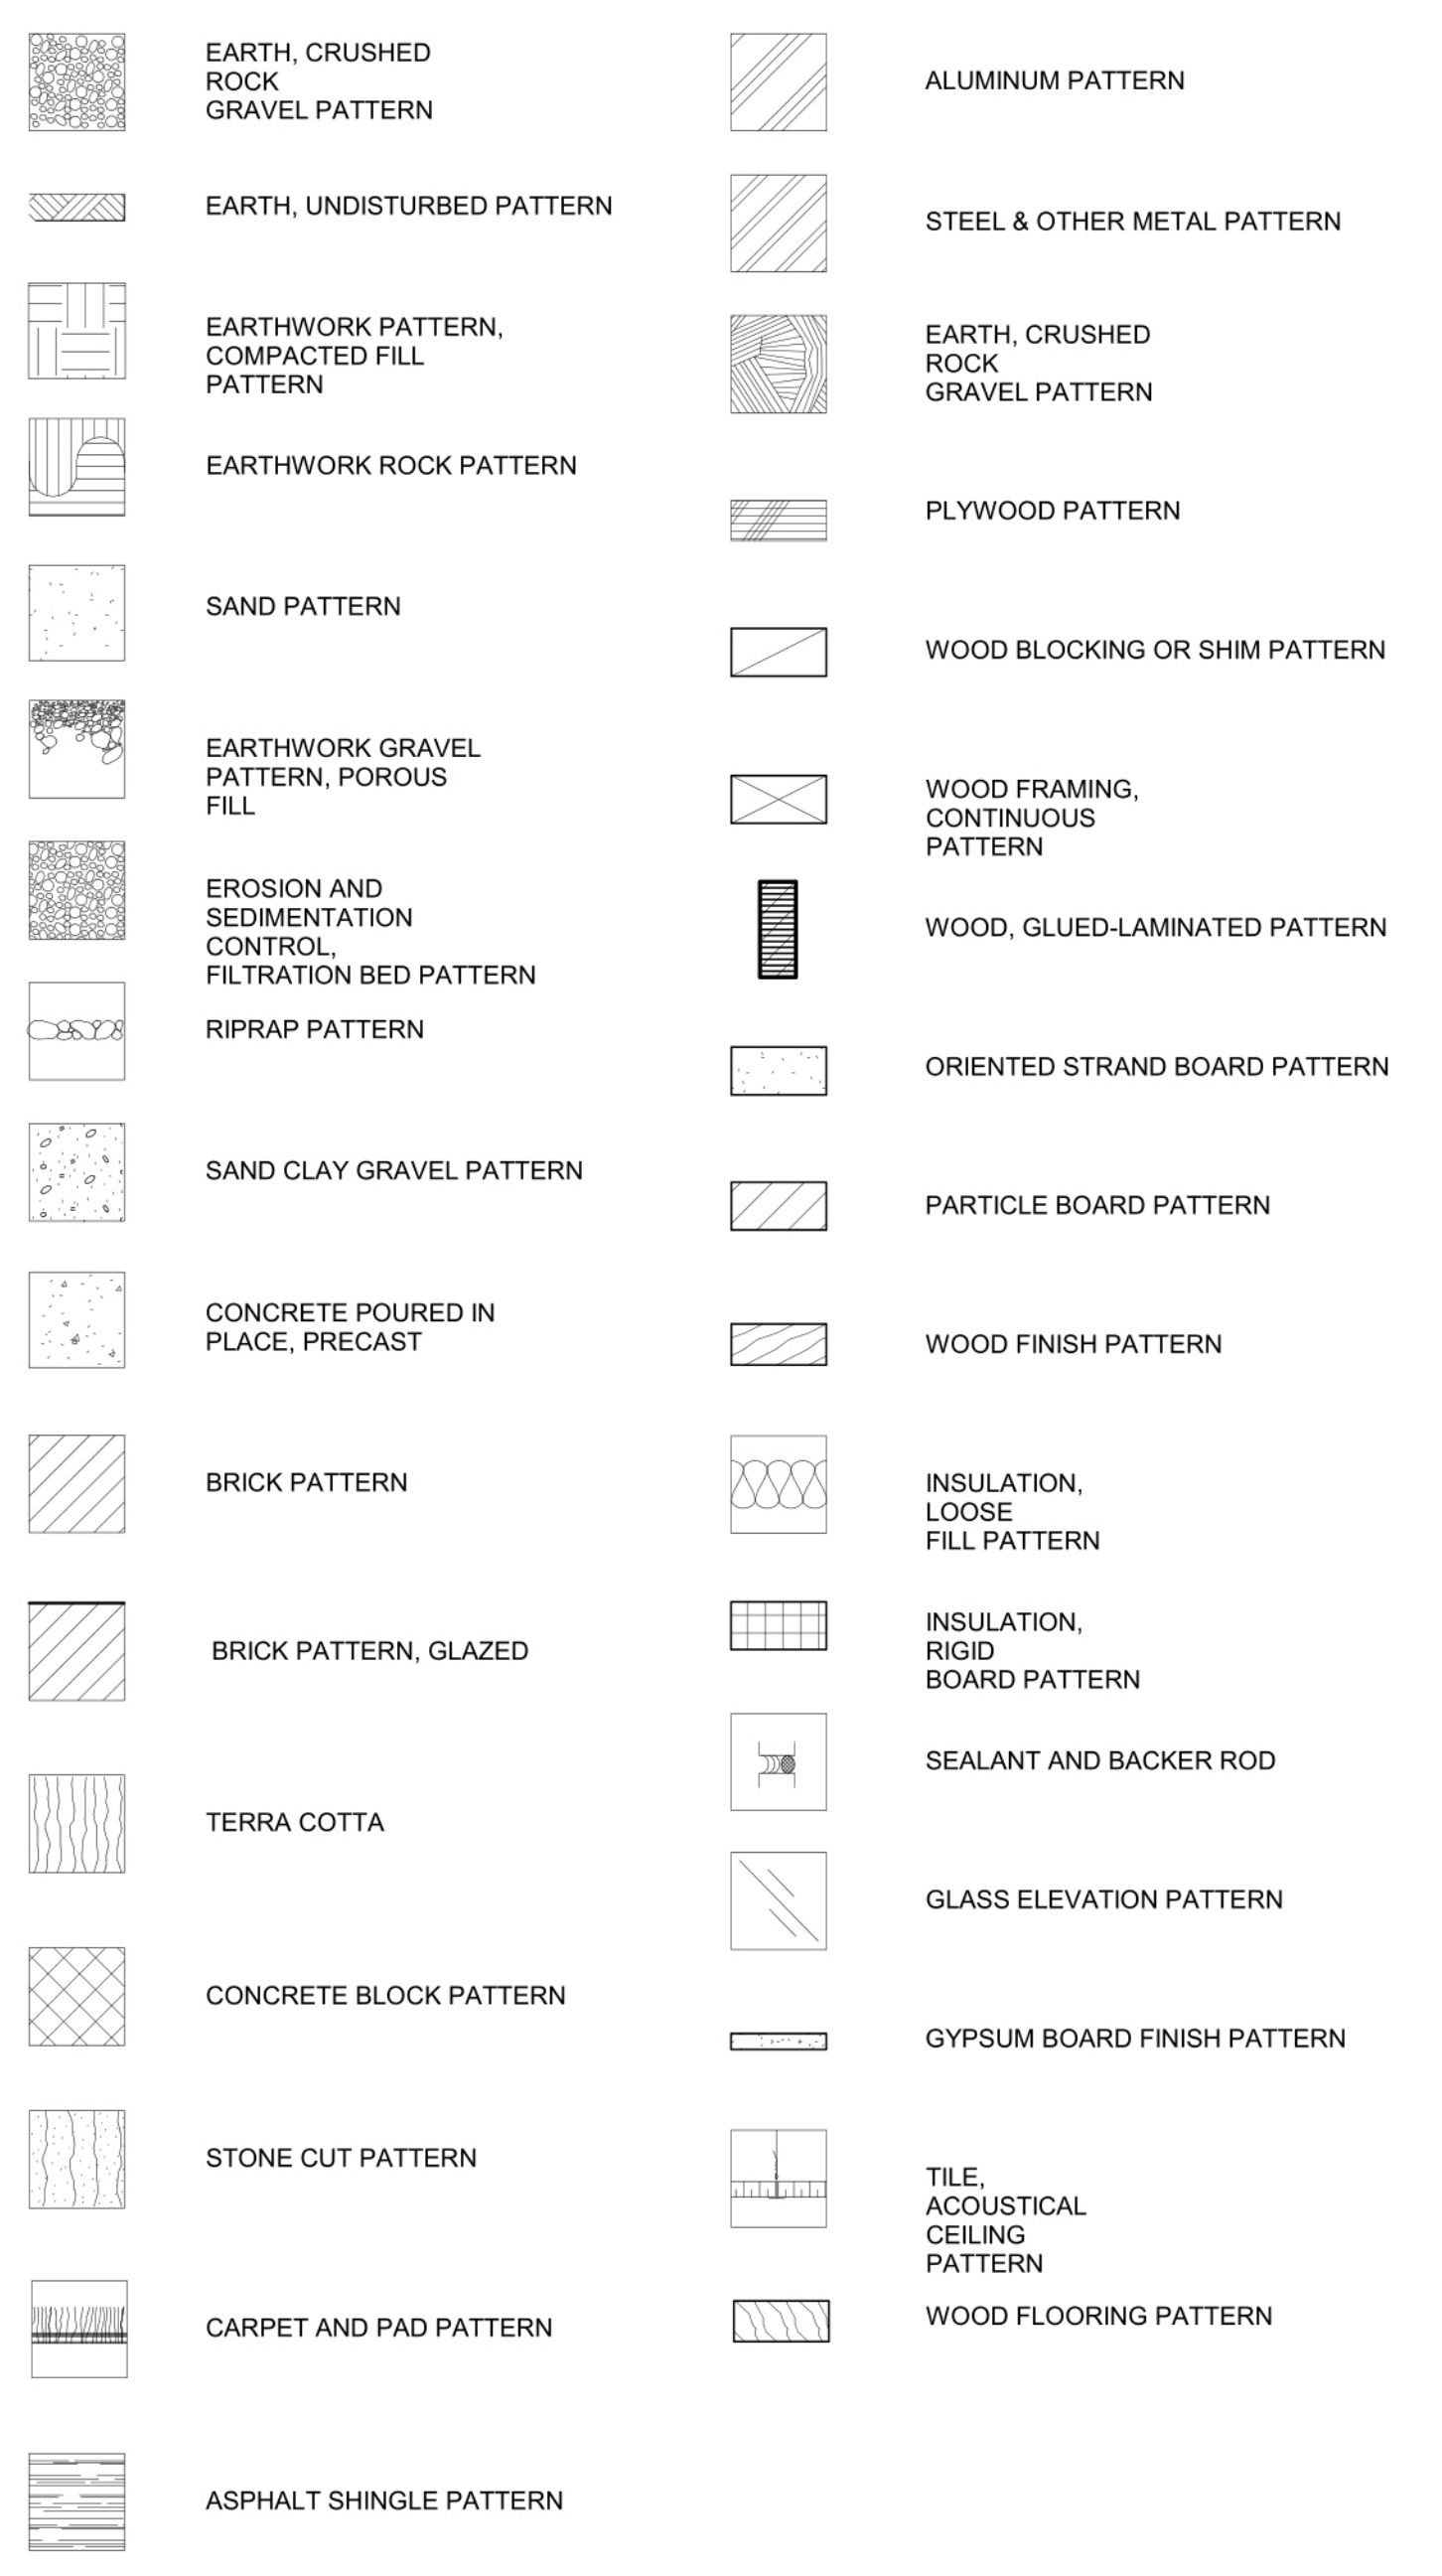 EARTH, CRUSHED
ROCK
GRAVEL PATTERN
EARTH, UNDISTURBED PATTERN
EARTHWORK PATTERN,
COMPACTED FILL
PATTERN
EARTHWORK ROCK PATTERN
SAND PATTERN
EARTHWORK GRAVEL
PATTERN, POROUS
FILL
EROSION AND
SEDIMENTATION
CONTROL,
FILTRATION BED PATTERN
RIPRAP PATTERN
SAND CLAY GRAVEL PATTERN
CONCRETE POURED IN
PLACE, PRECAST
BRICK PATTERN
BRICK PATTERN, GLAZED
TERRA COTTA
CONCRETE BLOCK PATTERN
STONE CUT PATTERN
CARPET AND PAD PATTERN
ASPHALT SHINGLE PATTERN
ALUMINUM PATTERN
STEEL & OTHER METAL PATTERN
EARTH, CRUSHED
ROCK
GRAVEL PATTERN
PLYWOOD PATTERN
WOOD BLOCKING OR SHIM PATTERN
WOOD FRAMING,
CONTINUOUS
PATTERN
WOOD, GLUED-LAMINATED PATTERN
ORIENTED STRAND BOARD PATTERN
PARTICLE BOARD PATTERN
WOOD FINISH PATTERN
INSULATION,
LOOSE
FILL PATTERN
INSULATION,
RIGID
BOARD PATTERN
SEALANT AND BACKER ROD
GLASS ELEVATION PATTERN
GYPSUM BOARD FINISH PATTERN
TILE,
ACOUSTICAL
CEILING
PATTERN
WOOD FLOORING PATTERN